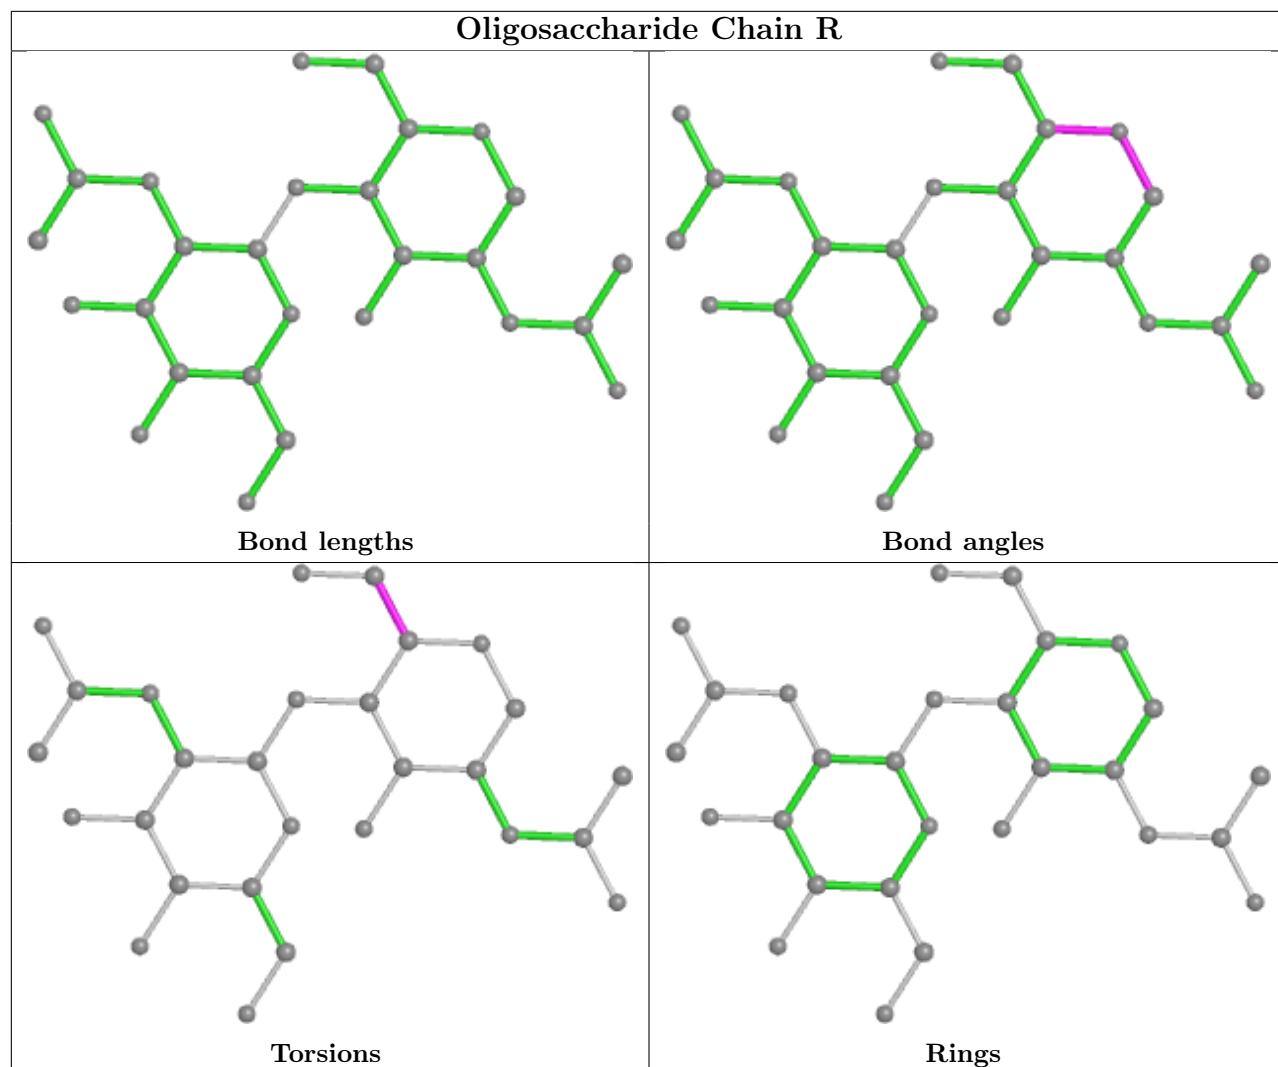 Oligosaccharide Chain R
Bond lengths
Bond angles
Torsions
Rings